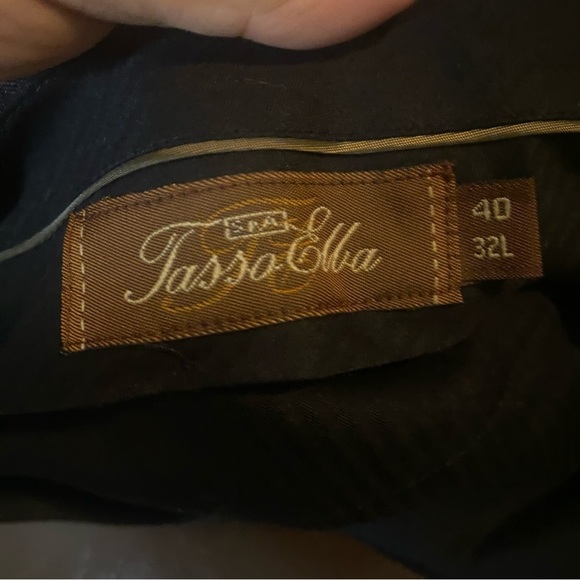 S.P.A.
Tasso Elba
40
32L